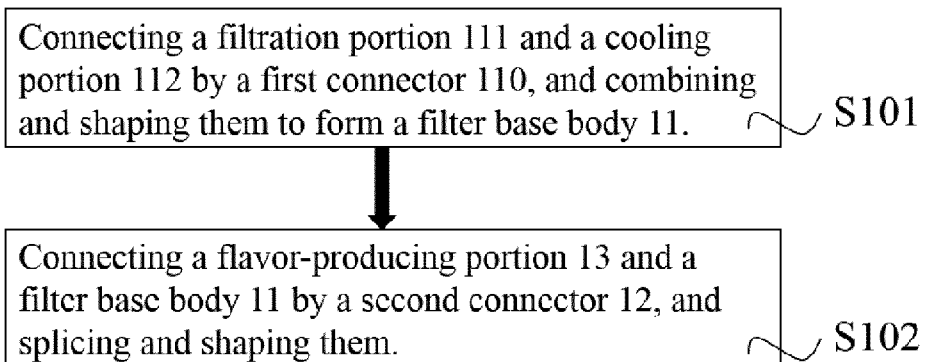 Connecting a filtration portion 111 and a cooling
portion 112 by a first connector 110, and combining
and shaping them to form a filter base body 11.
S101
Connecting a flavor-producing portion 13 and a
filter base body 11 by a second connector 12, and
splicing and shaping them.
S102